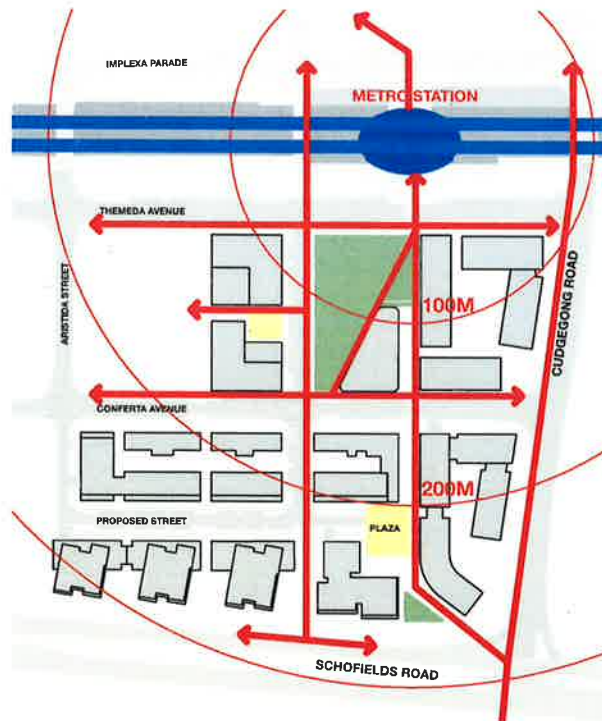 IMPLEXA PARADE
METRO STATION
THEMEDA AVENUE
ARISTIDA STREET
100M
CUDGEGONG ROAD
CONFERTA AVENUE
200M
PROPOSED STREET
PLAZA
SCHOFIELDS ROAD